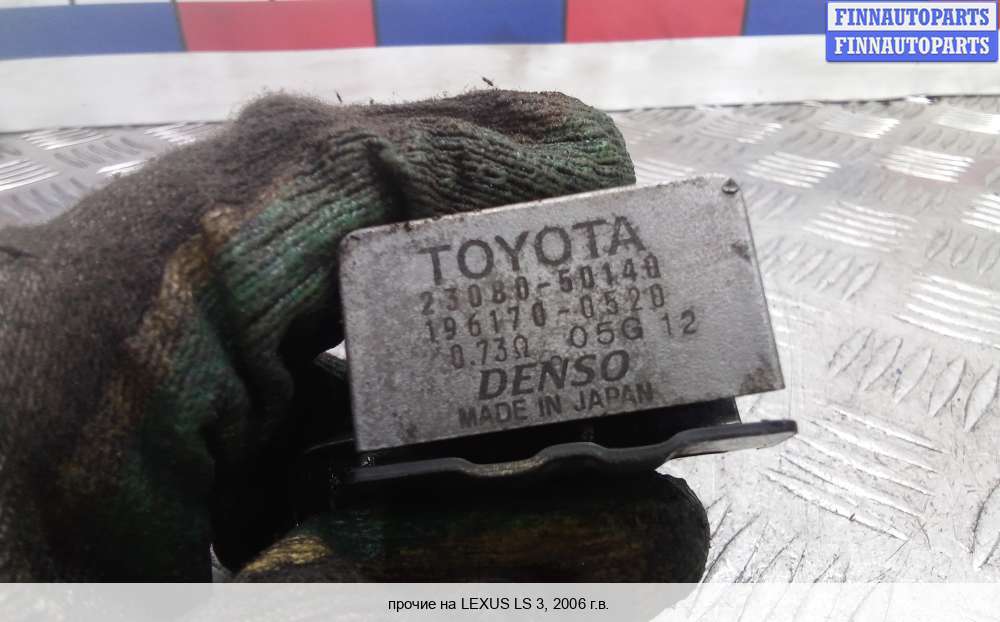 FINNAUTOPARTS
FINNAUTOPARTS
TOYOTA
23080-50140
196170-0520
0.73Ω 05G 12
DENSO
MADE IN JAPAN
прочие на LEXUS LS 3, 2006 г.в.